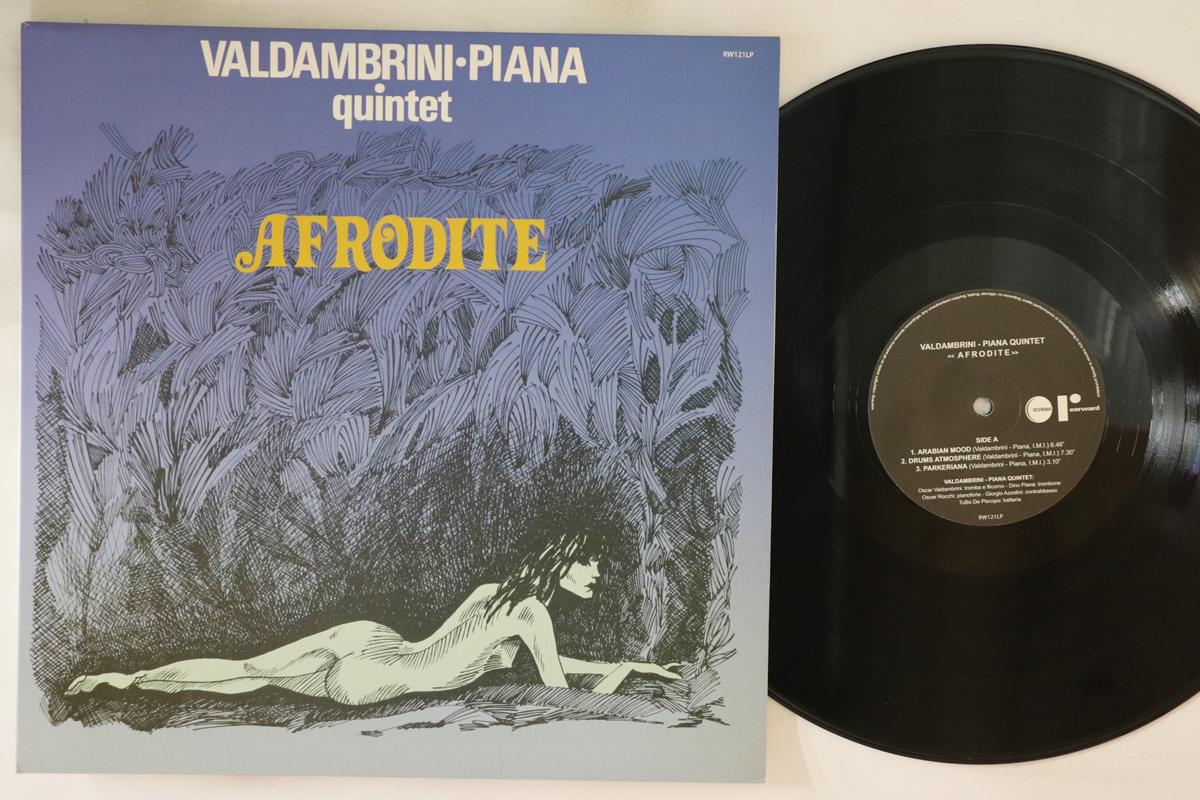 VALDAMBRINI·PIANA
quintet
RW121LP
AFRODITE
VALDAMBRINI - PIANA QUINTET
<< AFRODITE >>
SCHEMA
rearward
SIDE A
1. ARABIAN MOOD (Valdambrini - Piana, I.M.I.) 6.46"
2. DRUMS ATMOSPHERE (Valdambrini - Piana, I.M.I.) 7.30"
3. PARKERIANA (Valdambrini - Piana, I.M.I.) 3.10"
VALDAMBRINI - PIANA QUINTET:
Oscar Valdambrini: tromba e flicorno - Dino Piana: trombone
Oscar Rocchi: pianoforte - Giorgio Azzolini: contrabbasso
Tullio De Piscopo: batteria
RW121LP